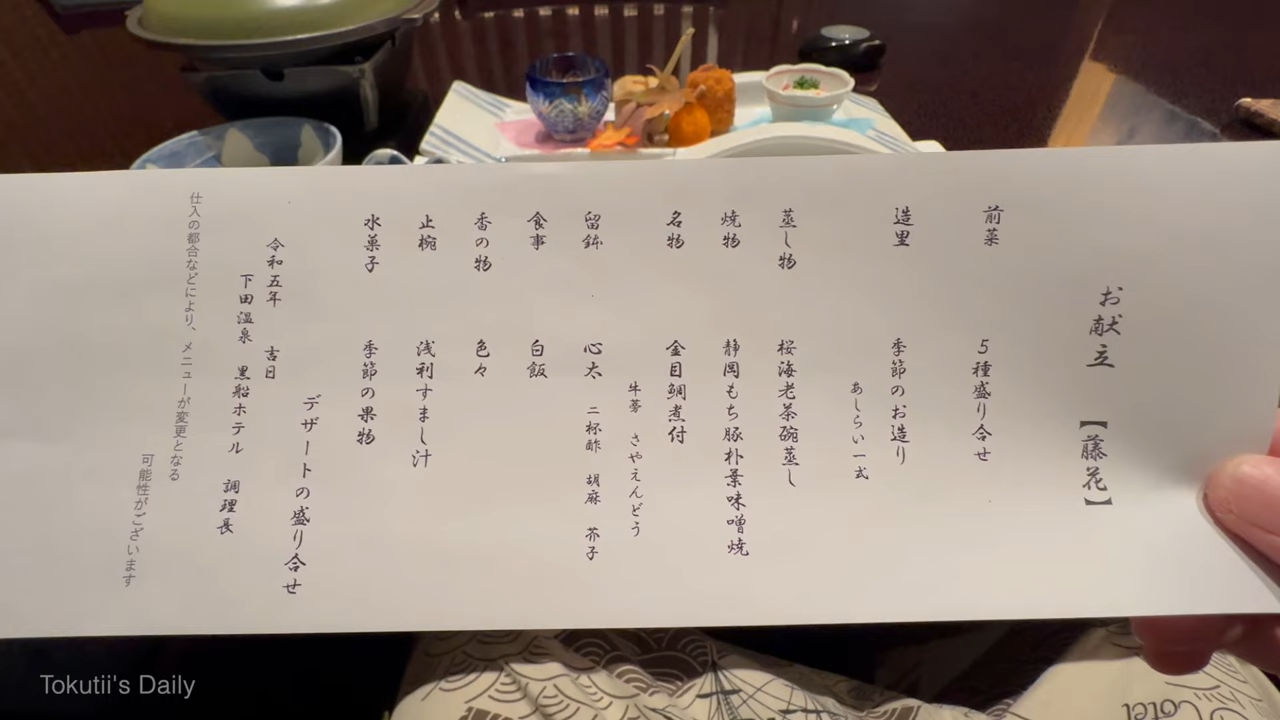 お献立 【藤花】
前菜 5種盛り合せ
造里 季節のお造り
あしらい一式
蒸し物 桜海老茶碗蒸し
焼物 静岡もち豚朴葉味噌焼
名物 金目鯛煮付
牛蒡 さやえんどう
留鉢 心太 二杯酢 胡麻 芥子
食事 白飯
香の物 色々
止椀 浅利すまし汁
水菓子 季節の果物
デザートの盛り合せ
令和五年 吉日
下田温泉 黒船ホテル 調理長
仕入の都合などにより、メニューが変更となる
可能性がございます
Tokutii's Daily